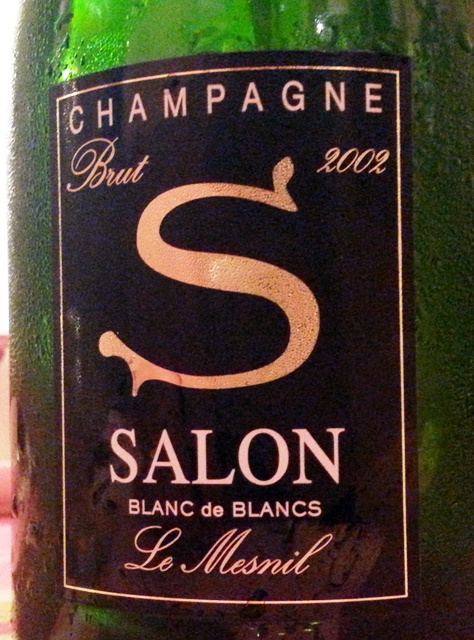 CHAMPAGNE
Brut 2002
S
SALON
BLANC de BLANCS
Le Mesnil